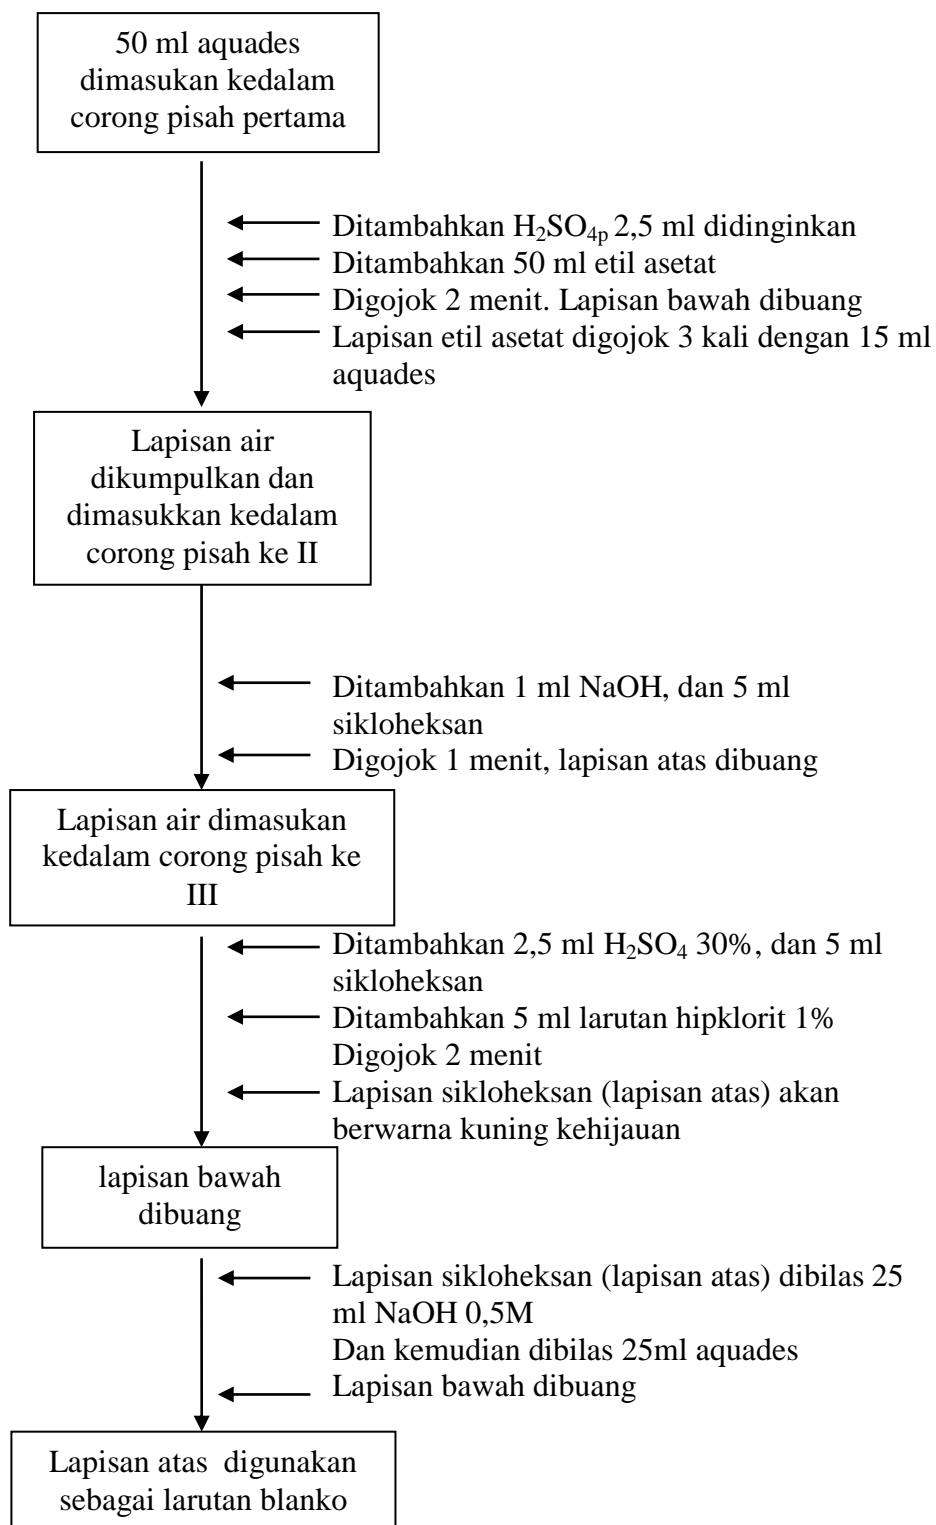 50 ml aquades
dimasukan kedalam
corong pisah pertama
Ditambahkan H₂SO₄ₚ 2,5 ml didinginkan
Ditambahkan 50 ml etil asetat
Digojok 2 menit. Lapisan bawah dibuang
Lapisan etil asetat digojok 3 kali dengan 15 ml
aquades
Lapisan air
dikumpulkan dan
dimasukkan kedalam
corong pisah ke II
Ditambahkan 1 ml NaOH, dan 5 ml
sikloheksan
Digojok 1 menit, lapisan atas dibuang
Lapisan air dimasukan
kedalam corong pisah ke
III
Ditambahkan 2,5 ml H₂SO₄ 30%, dan 5 ml
sikloheksan
Ditambahkan 5 ml larutan hipklorit 1%
Digojok 2 menit
Lapisan sikloheksan (lapisan atas) akan
berwarna kuning kehijauan
lapisan bawah
dibuang
Lapisan sikloheksan (lapisan atas) dibilas 25
ml NaOH 0,5M
Dan kemudian dibilas 25ml aquades
Lapisan bawah dibuang
Lapisan atas digunakan
sebagai larutan blanko